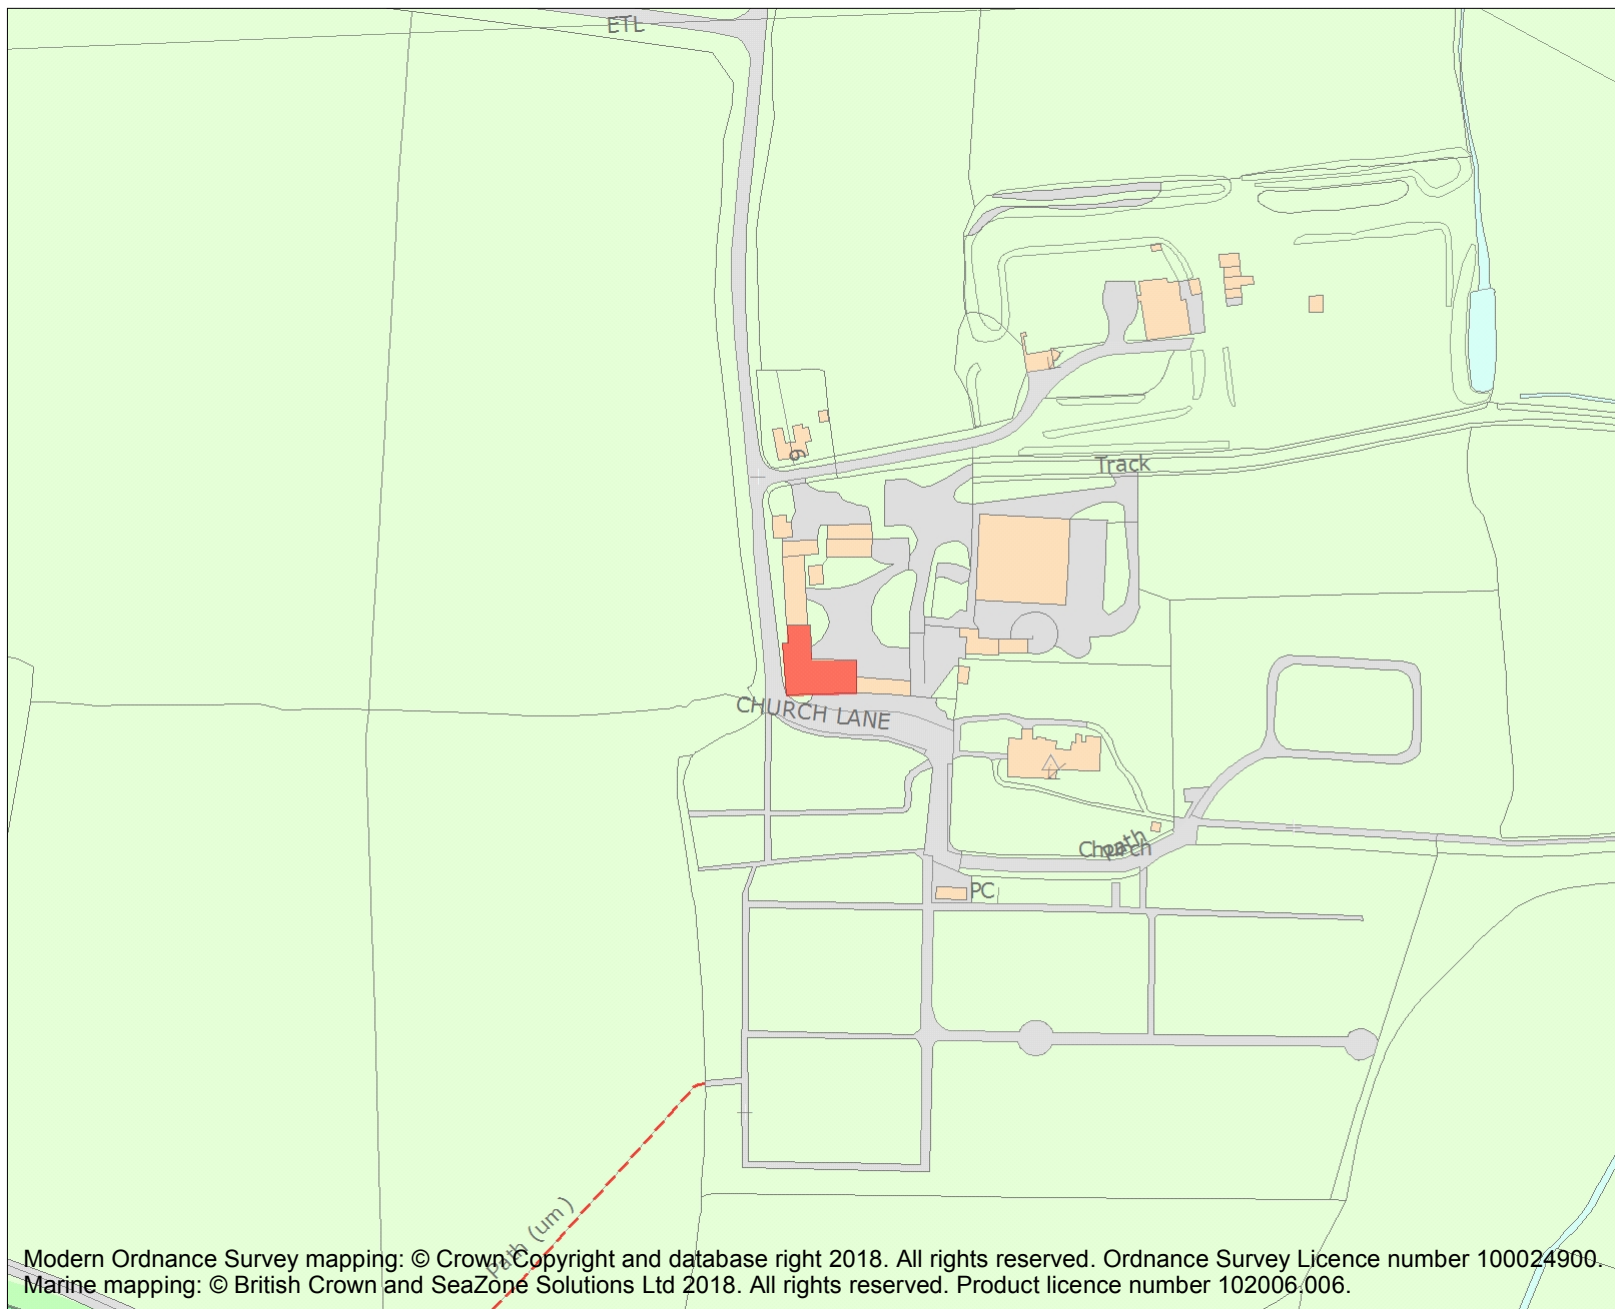 ETL
6
Track
CHURCH LANE
Church
Path
PC
Path (um)
Modern Ordnance Survey mapping: © Crown Copyright and database right 2018. All rights reserved. Ordnance Survey Licence number 100024900.
Marine mapping: © British Crown and SeaZone Solutions Ltd 2018. All rights reserved. Product licence number 102006.006.